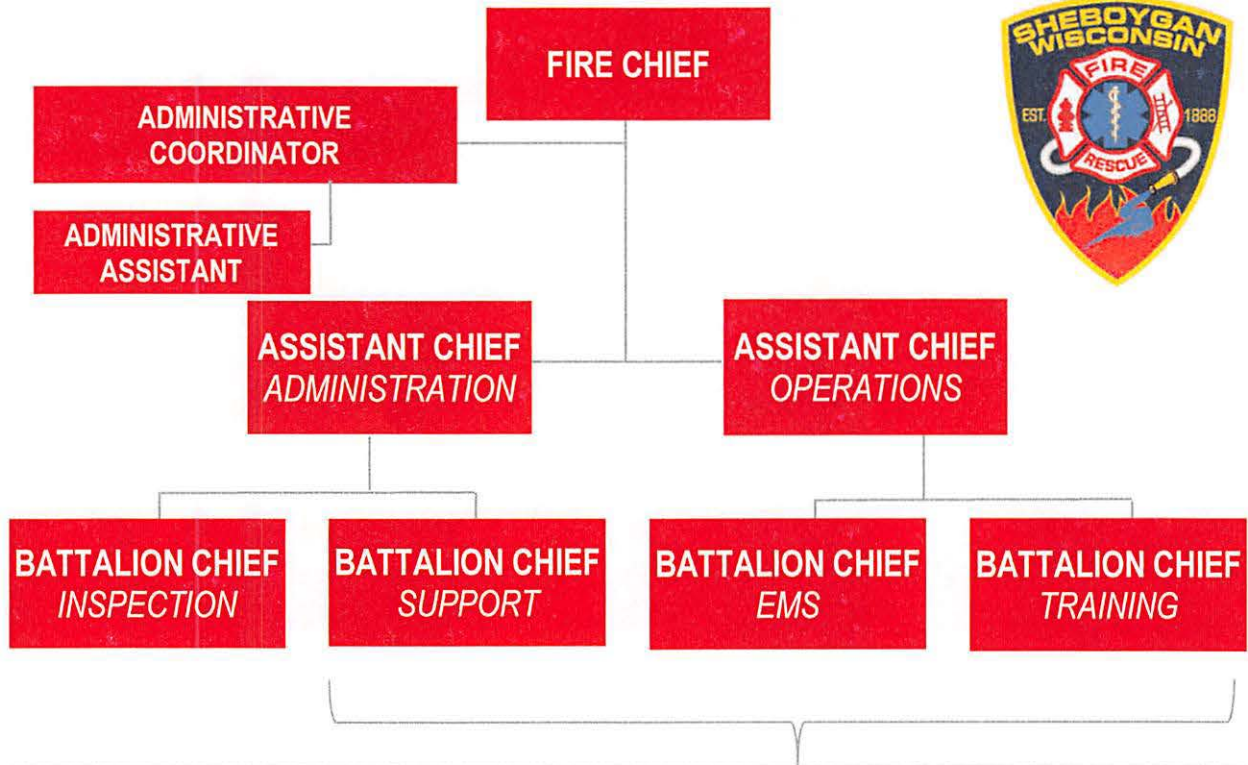 FIRE CHIEF
SHEBOYGAN
WISCONSIN
FIRE
EST. 1888
RESCUE
ADMINISTRATIVE
COORDINATOR
ADMINISTRATIVE
ASSISTANT
ASSISTANT CHIEF
ADMINISTRATION
ASSISTANT CHIEF
OPERATIONS
BATTALION CHIEF
INSPECTION
BATTALION CHIEF
SUPPORT
BATTALION CHIEF
EMS
BATTALION CHIEF
TRAINING